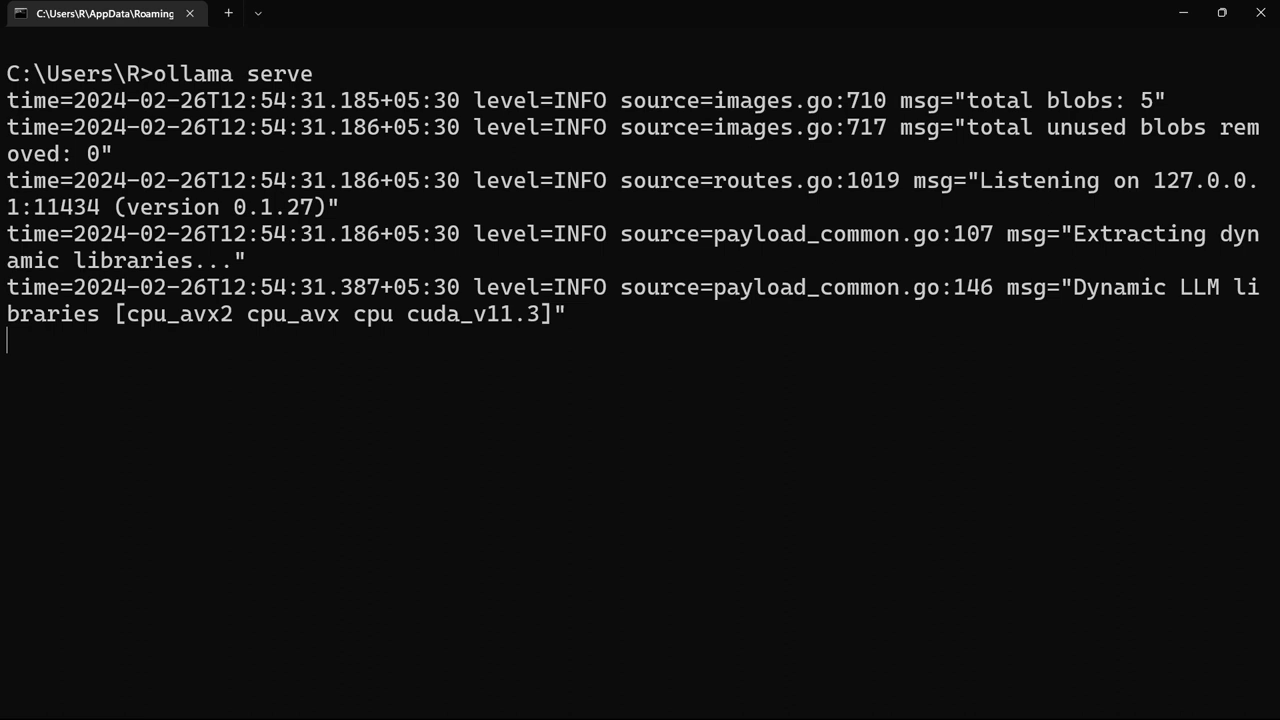 C:\Users\R\AppData\Roaming
C:\Users\R>ollama serve
time=2024-02-26T12:54:31.185+05:30 level=INFO source=images.go:710 msg="total blobs: 5"
time=2024-02-26T12:54:31.186+05:30 level=INFO source=images.go:717 msg="total unused blobs rem
oved: 0"
time=2024-02-26T12:54:31.186+05:30 level=INFO source=routes.go:1019 msg="Listening on 127.0.0.
1:11434 (version 0.1.27)"
time=2024-02-26T12:54:31.186+05:30 level=INFO source=payload_common.go:107 msg="Extracting dyn
amic libraries..."
time=2024-02-26T12:54:31.387+05:30 level=INFO source=payload_common.go:146 msg="Dynamic LLM li
braries [cpu_avx2 cpu_avx cpu cuda_v11.3]"